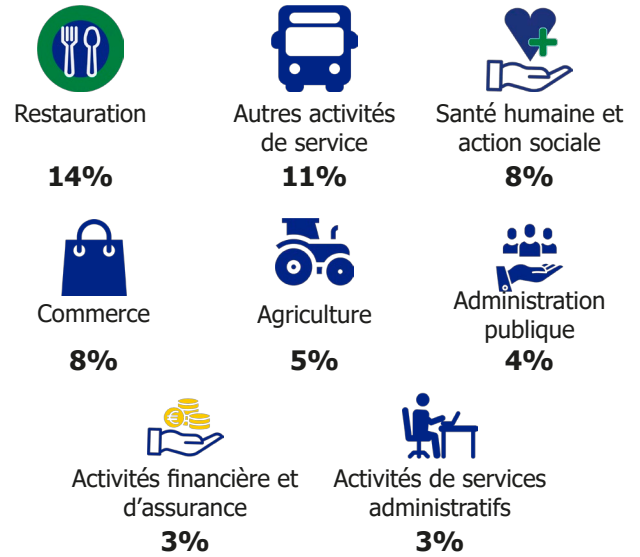 Restauration
14%
Autres activités
de service
11%
Santé humaine et
action sociale
8%
Commerce
8%
Agriculture
5%
Administration
publique
4%
€
Activités financière et
d’assurance
3%
Activités de services
administratifs
3%